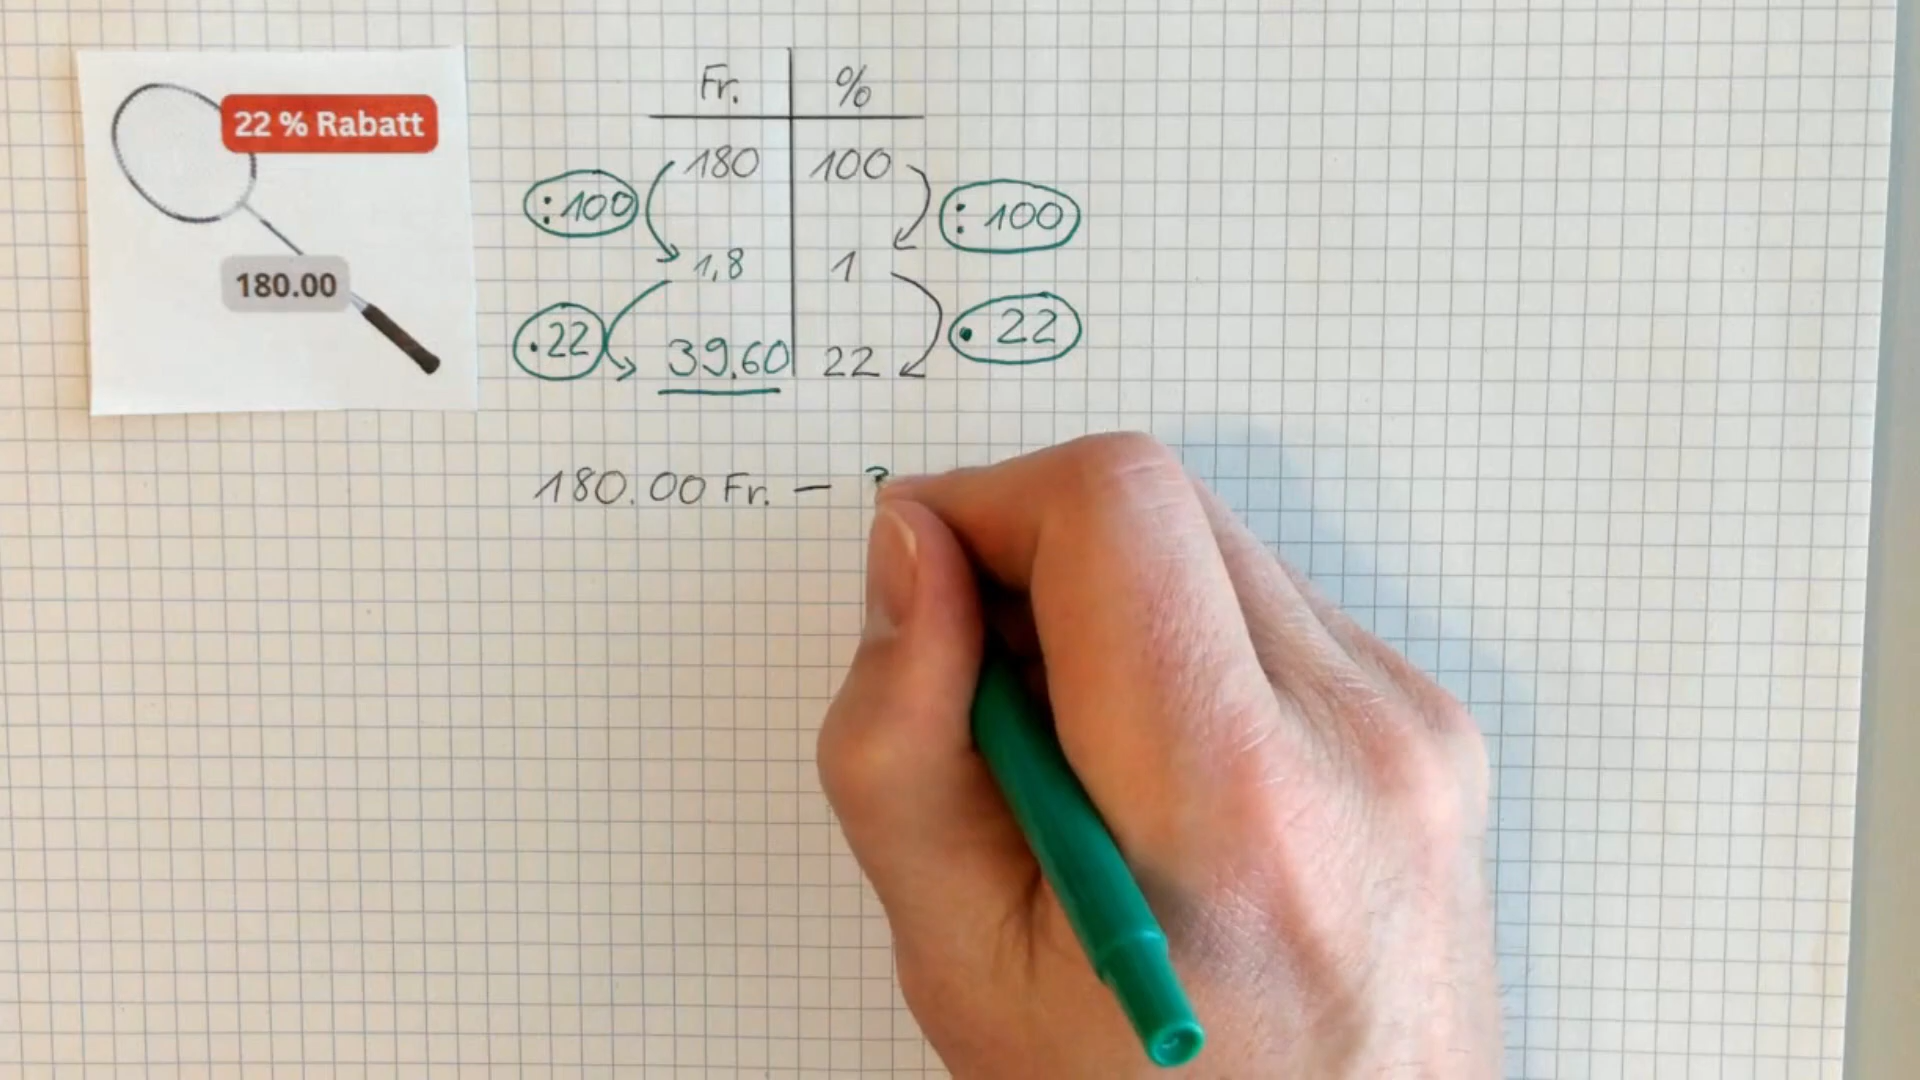 22 % Rabatt
180.00
Fr. %
180 100
:100 : 100
1,8 1
.22 • 22
39.60 22
180.00 Fr. –